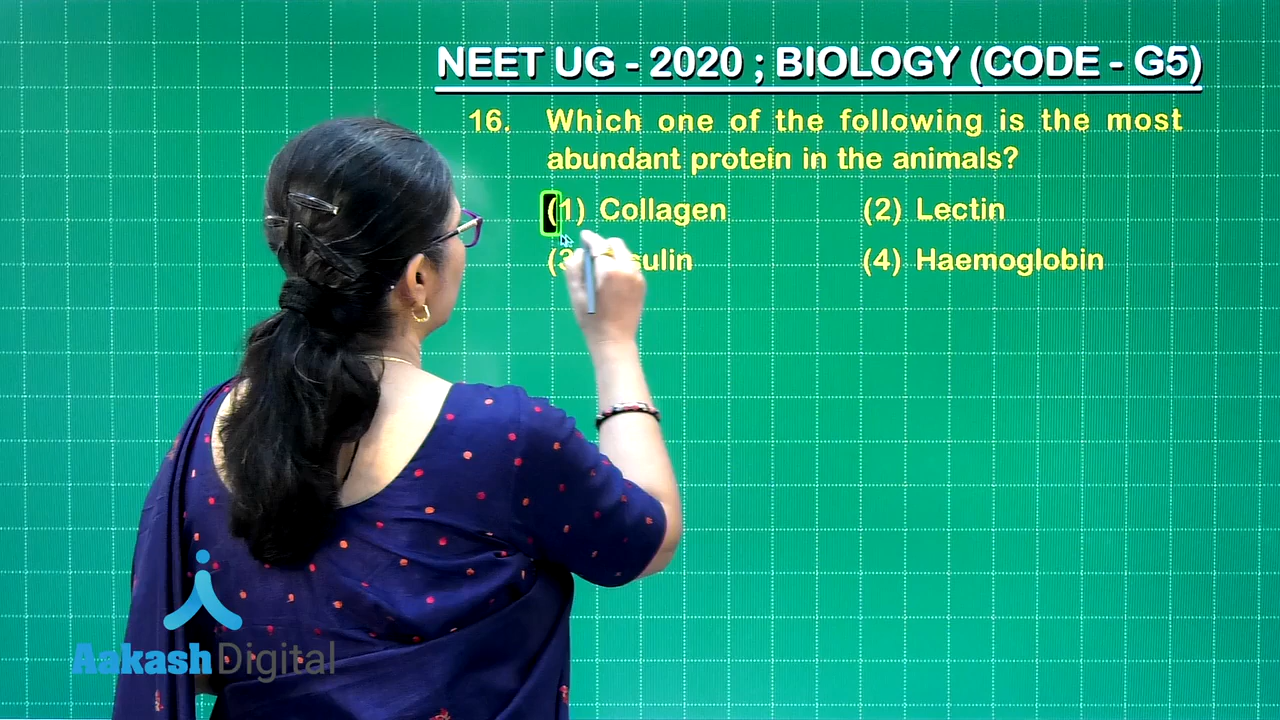 NEET UG - 2020 ; BIOLOGY (CODE - G5)
16. Which one of the following is the most
abundant protein in the animals?
(1) Collagen (2) Lectin
(4) Haemoglobin
Aakash Digital